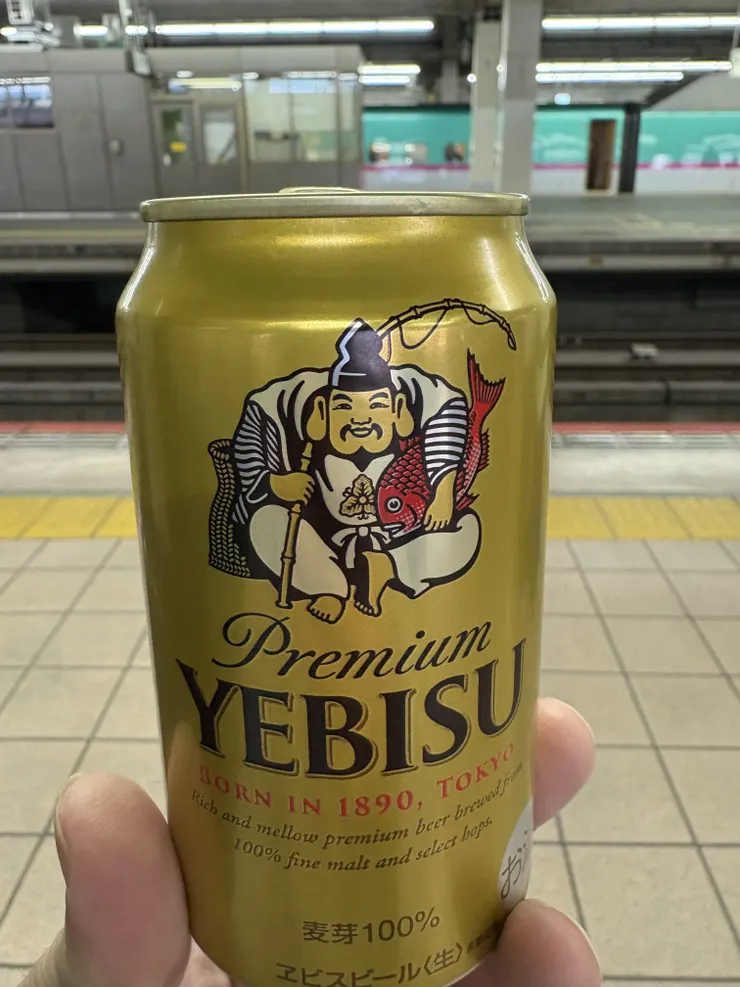 Premium
YEBISU
BORN IN 1890, TOKYO
Rich and mellow premium beer brewed from
100% fine malt and select hops.
お
麦芽100%
ヱビスビール〈生〉